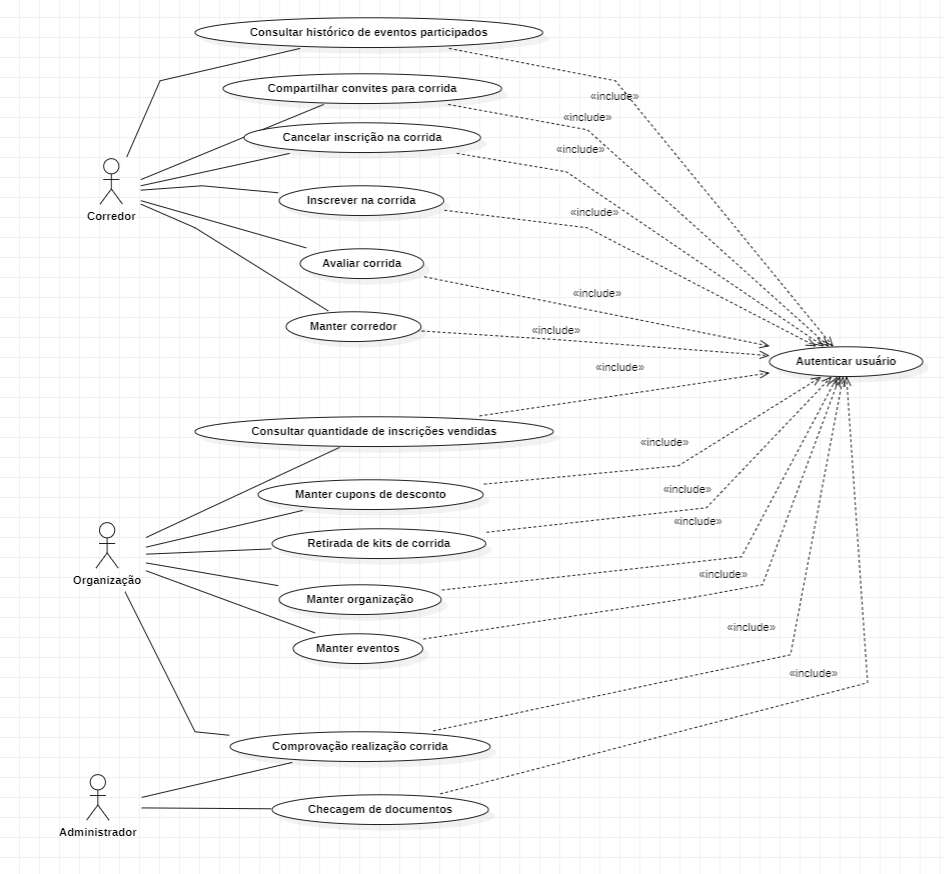 Consultar histórico de eventos participados
Compartilhar convites para corrida
«include»
«include»
Cancelar inscrição na corrida
«include»
Inscrever na corrida
«include»
Corredor
Avaliar corrida
«include»
Manter corredor
«include»
Autenticar usuário
«include»
Consultar quantidade de inscrições vendidas
«include»
Manter cupons de desconto
«include»
«include»
Retirada de kits de corrida
Organização
«include»
Manter organização
«include»
Manter eventos
«include»
Comprovação realização corrida
Checagem de documentos
Administrador